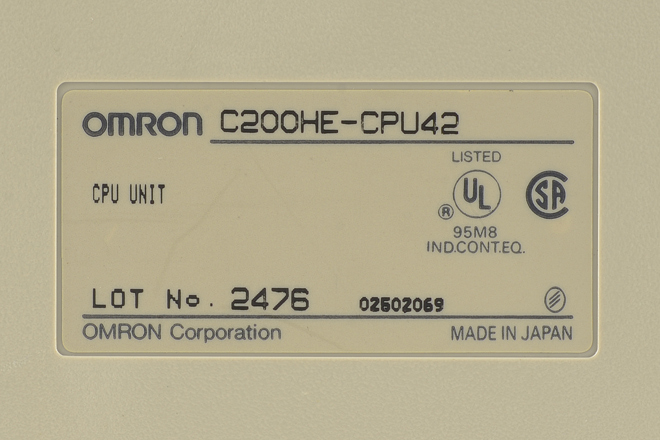 OMRON C200HE-CPU42
LISTED
CPU UNIT
UL SA
®
95M8
IND.CONT.EQ.
LOT No. 2476 02502069
OMRON Corporation MADE IN JAPAN